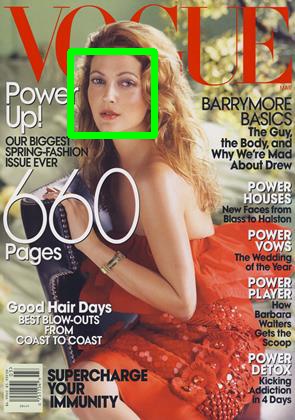 VOGUE
MAR
Power
Up!
OUR BIGGEST
SPRING-FASHION
ISSUE EVER
660
Pages
Good Hair Days
BEST BLOW-OUTS
FROM
COAST TO COAST
SUPERCHARGE
YOUR
IMMUNITY
BARRYMORE
BASICS
The Guy,
the Body, and
Why We're Mad
About Drew
POWER
HOUSES
New Faces from
Blass to Halston
POWER
VOWS
The Wedding
of the Year
POWER
PLAYER
How
Barbara
Walters
Gets the
Scoop
POWER
DETOX
Kicking
Addiction
in 4 Days